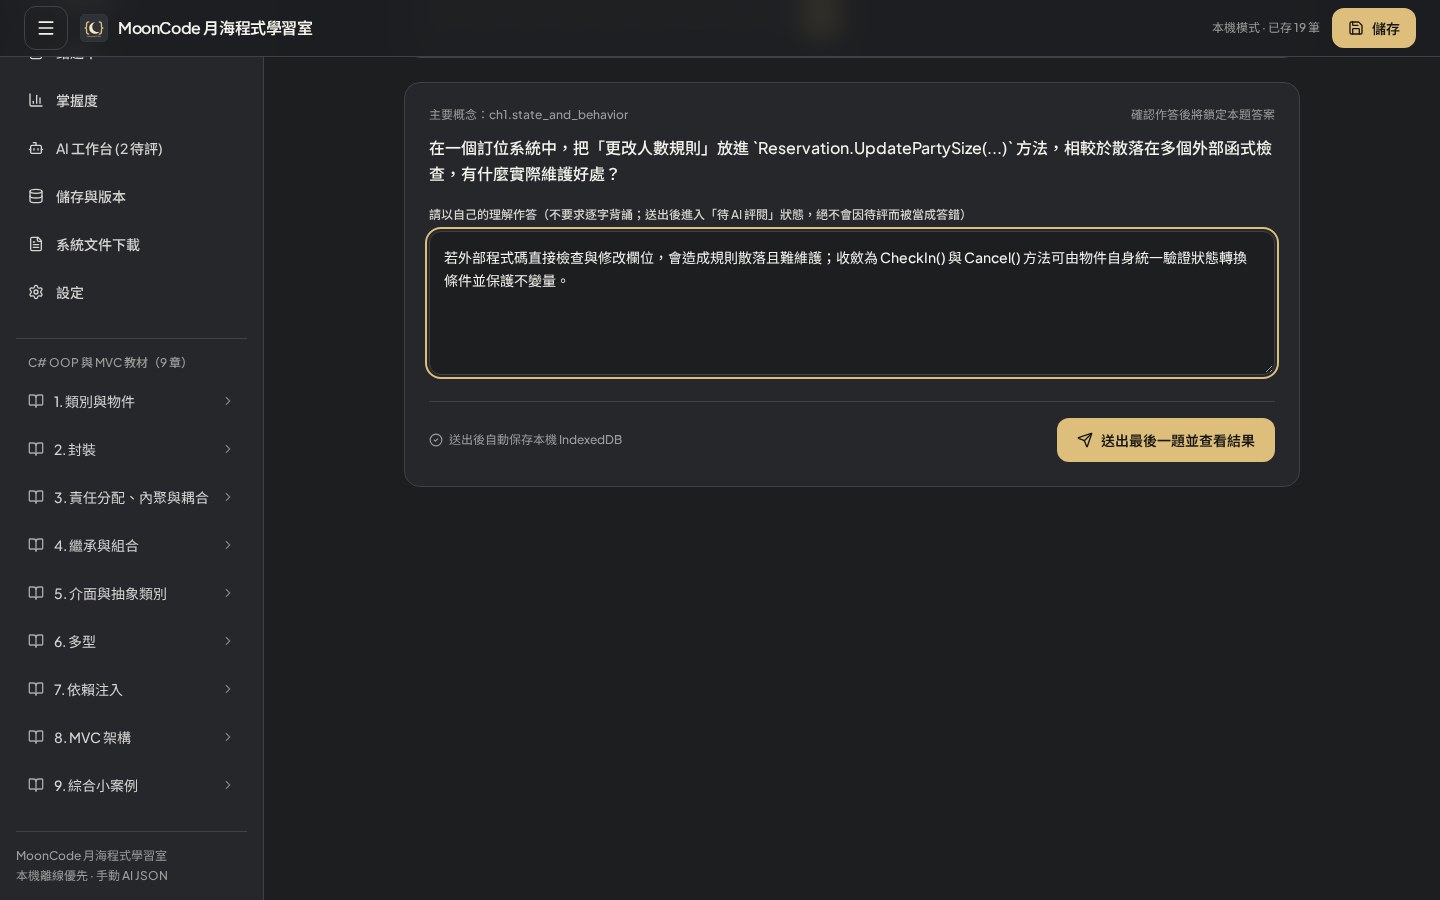 MoonCode 月海程式學習室
本機模式 · 已存 19 筆
儲存
掌握度
AI 工作台 (2 待評)
儲存與版本
系統文件下載
設定
C# OOP 與 MVC 教材（9 章）
1. 類別與物件
2. 封裝
3. 責任分配、內聚與耦合
4. 繼承與組合
5. 介面與抽象類別
6. 多型
7. 依賴注入
8. MVC 架構
9. 綜合小案例
MoonCode 月海程式學習室
本機離線優先 · 手動 AI JSON
主要概念：ch1.state_and_behavior
確認作答後將鎖定本題答案
在一個訂位系統中，把「更改人數規則」放進 `Reservation.UpdatePartySize(...)` 方法，相較於散落在多個外部函式檢
查，有什麼實際維護好處？
請以自己的理解作答（不要求逐字背誦；送出後進入「待 AI 評閱」狀態，絕不會因待評而被當成答錯）
若外部程式碼直接檢查與修改欄位，會造成規則散落且難維護；收斂為 CheckIn() 與 Cancel() 方法可由物件自身統一驗證狀態轉換
條件並保護不變量。
送出後自動保存本機 IndexedDB
送出最後一題並查看結果